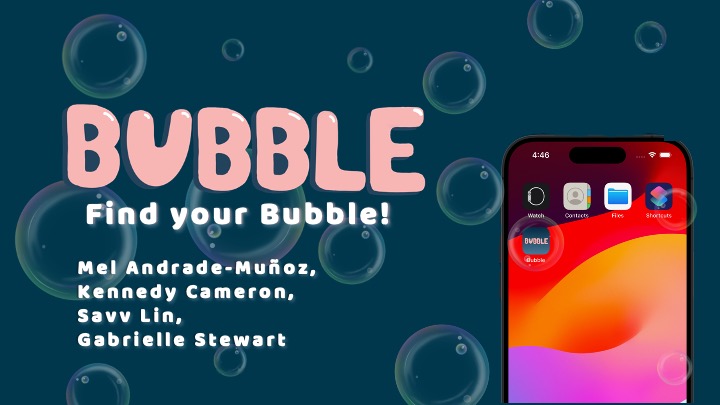 BUBBLE
Find your Bubble!
Mel Andrade-Muñoz,
Kennedy Cameron,
Savv Lin,
Gabrielle Stewart
4:46
Watch Contacts Files Shortcuts
BUBBLE
Bubble